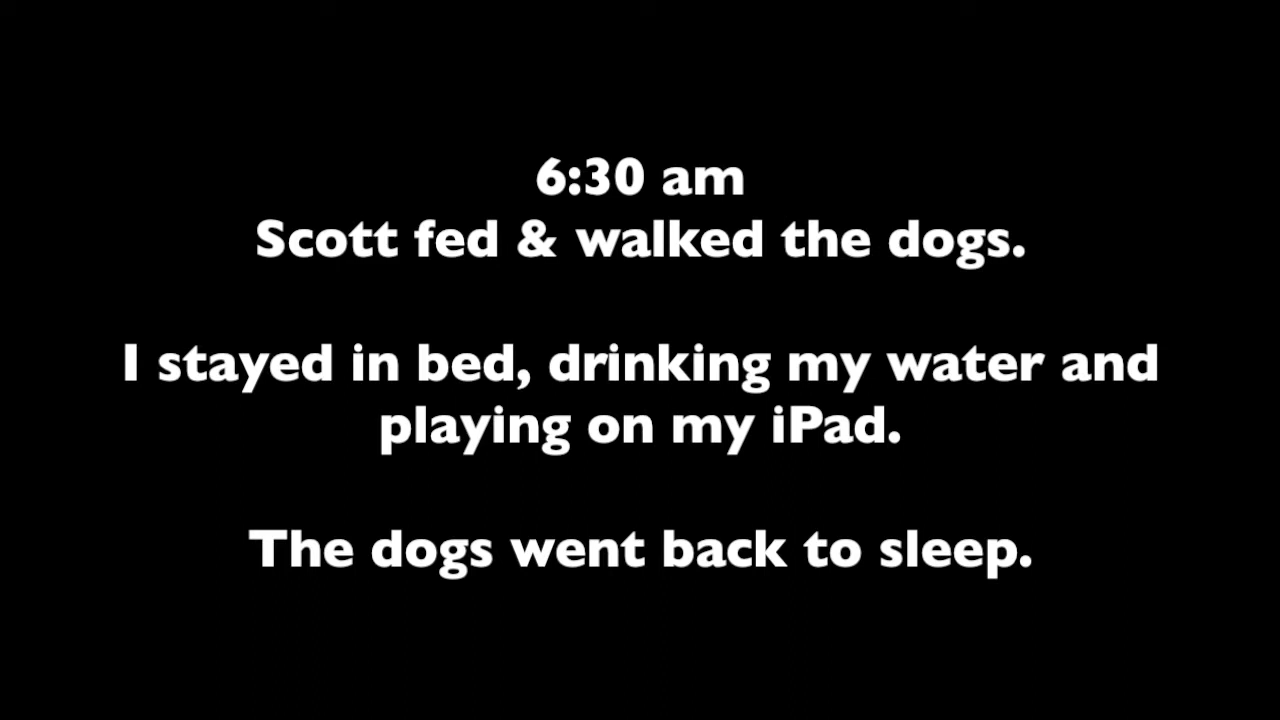 6:30 am
Scott fed & walked the dogs.
I stayed in bed, drinking my water and
playing on my iPad.
The dogs went back to sleep.